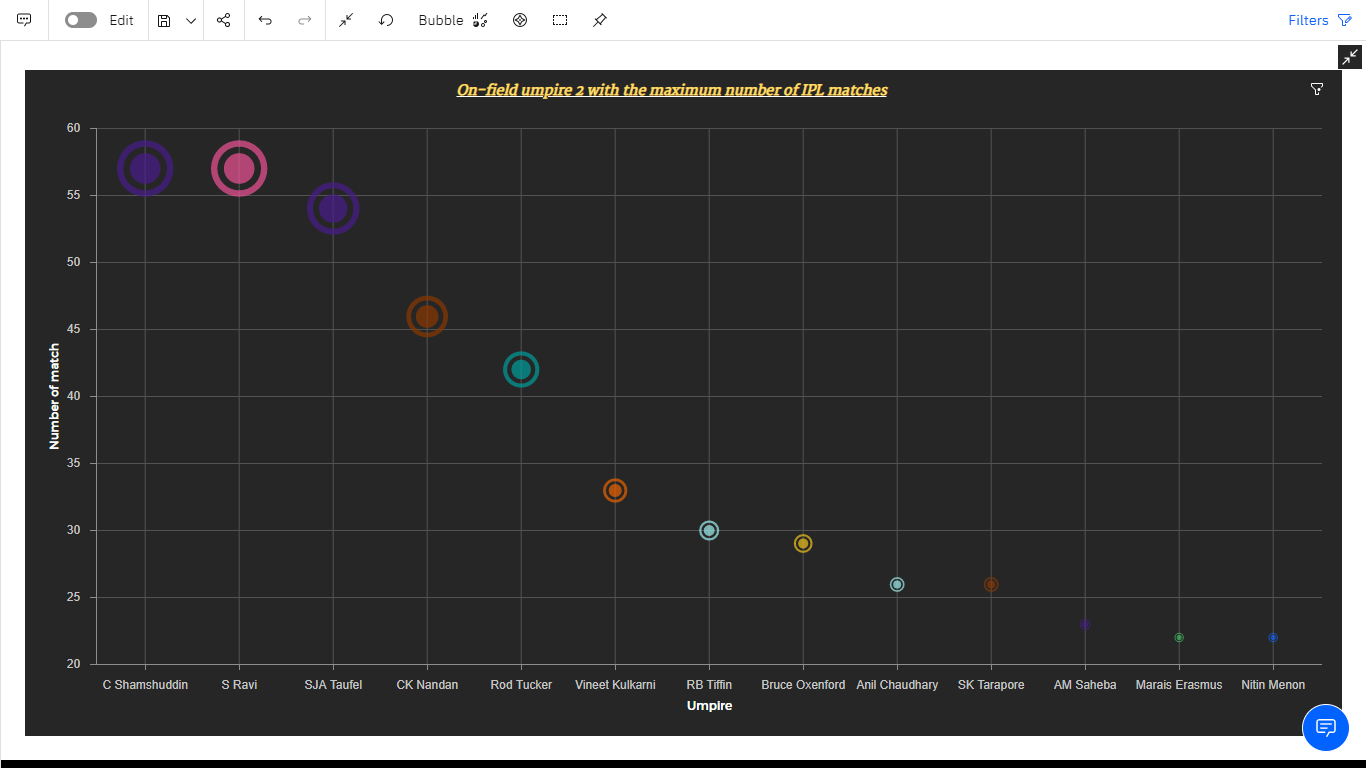 Edit
Bubble
Filters
On-field umpire 2 with the maximum number of IPL matches
60
55
50
45
40
35
30
25
20
Number of match
C Shamshuddin S Ravi SJA Taufel CK Nandan Rod Tucker Vineet Kulkarni RB Tiffin Bruce Oxenford Anil Chaudhary SK Tarapore AM Saheba Marais Erasmus Nitin Menon
Umpire